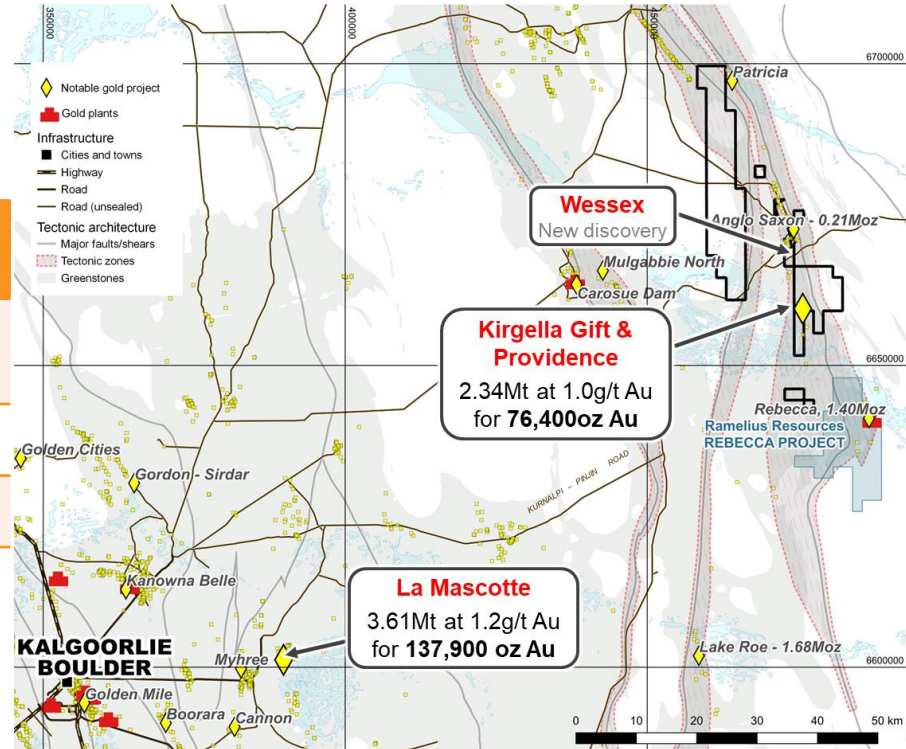 350000
400000
450000
6700000
Notable gold project
Gold plants
Infrastructure
Cities and towns
Highway
Road
Road (unsealed)
Tectonic architecture
Major faults/shears
Tectonic zones
Greenstones
Patricia
Wessex
New discovery
Anglo Saxon - 0.21Moz
Mulgabbie North
Carosue Dam
Kirgella Gift &
Providence
2.34Mt at 1.0g/t Au
for 76,400oz Au
6650000
Rebecca, 1.40Moz
Ramelius Resources
REBECCA PROJECT
Golden Cities
Gordon - Sirdar
KURNALPI - PINJIN ROAD
Kanowna Belle
La Mascotte
3.61Mt at 1.2g/t Au
for 137,900 oz Au
KALGOORLIE
BOULDER
Myhree
Lake Roe - 1.68Moz
6600000
Golden Mile
Boorara
Cannon
0 10 20 30 40 50 km